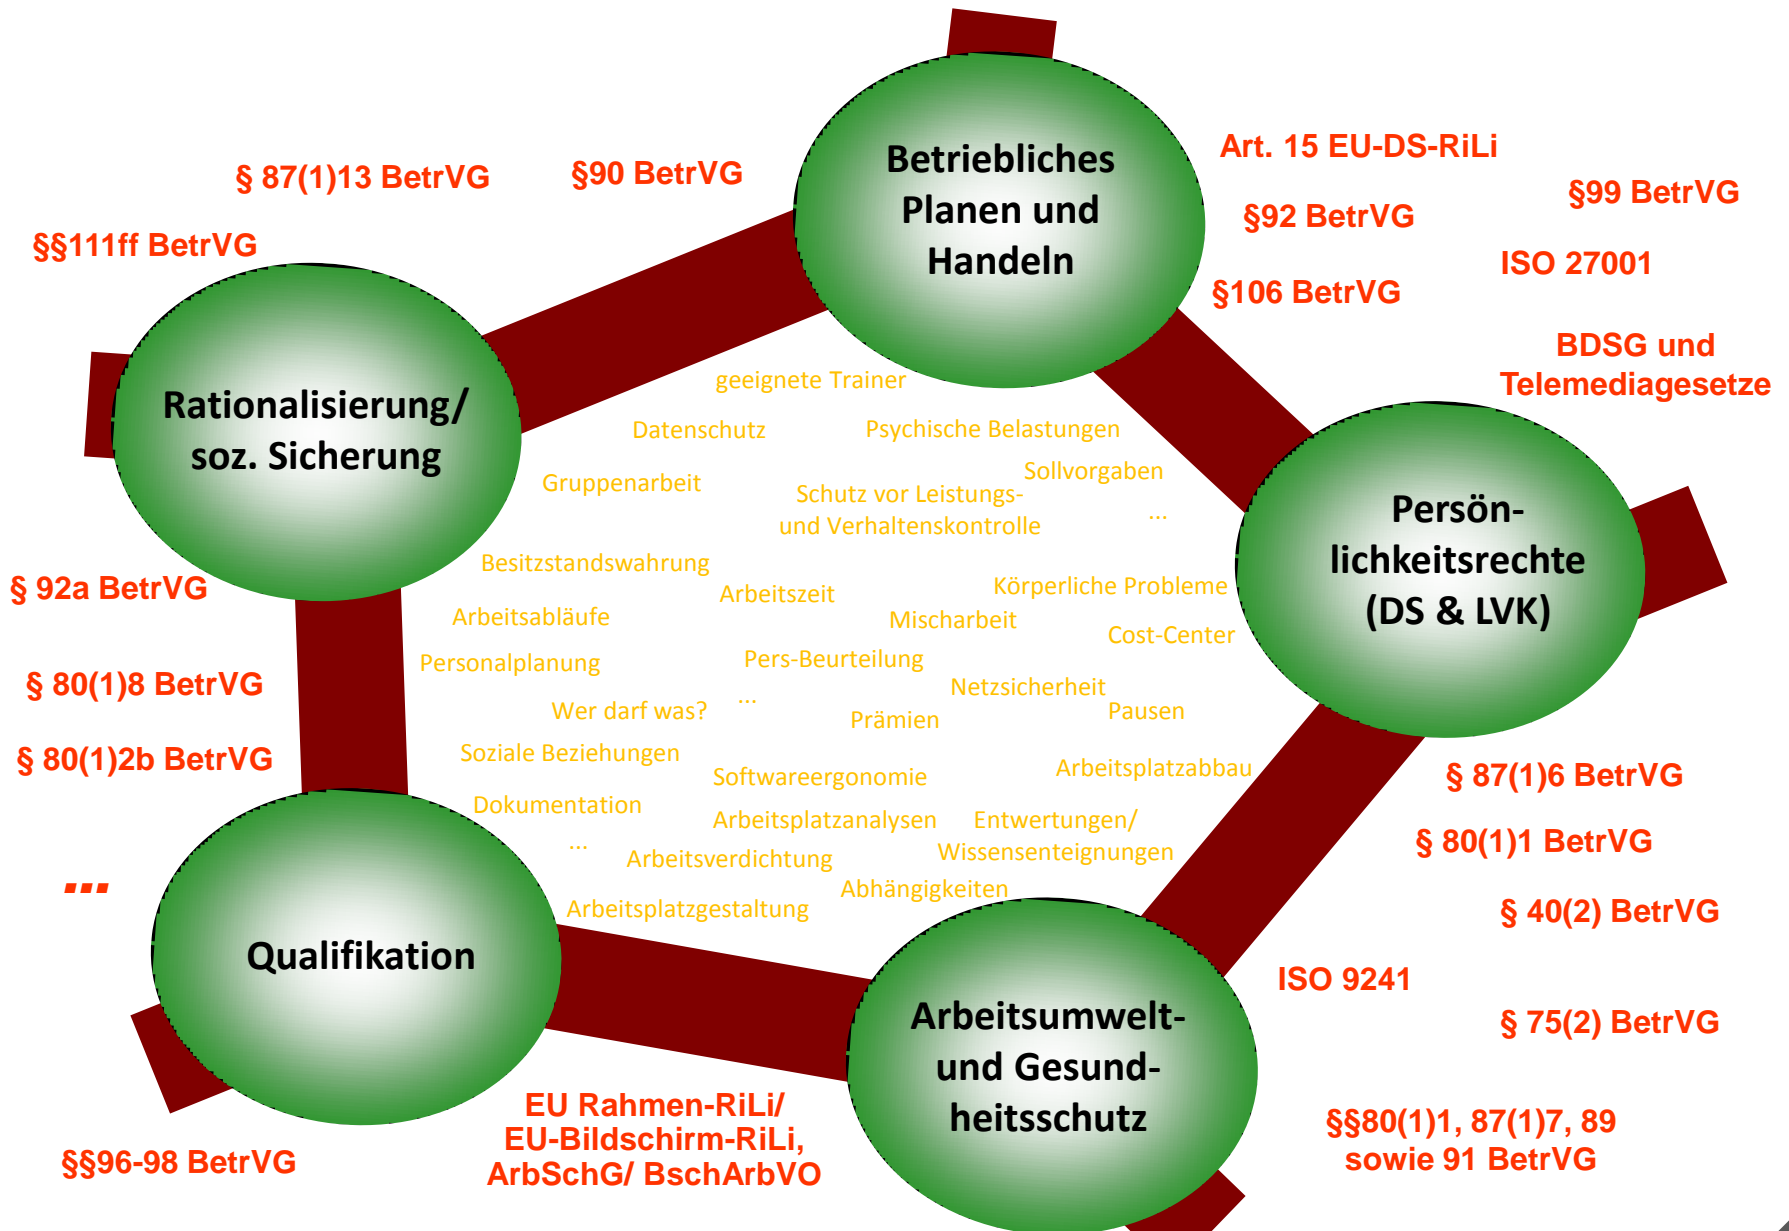 Betriebliches
Planen und
Handeln
Art. 15 EU-DS-RiLi
§ 87(1)13 BetrVG
§90 BetrVG
§99 BetrVG
§92 BetrVG
§§111ff BetrVG
ISO 27001
§106 BetrVG
BDSG und
Telemediagesetze
Rationalisierung/
soz. Sicherung
geeignete Trainer
Datenschutz
Psychische Belastungen
Sollvorgaben
Gruppenarbeit
Schutz vor Leistungs-
und Verhaltenskontrolle
...
Persön-
lichkeitsrechte
(DS & LVK)
Besitzstandswahrung
§ 92a BetrVG
Arbeitszeit
Körperliche Probleme
Arbeitsabläufe
Mischarbeit
Cost-Center
Personalplanung
Pers-Beurteilung
§ 80(1)8 BetrVG
Netzsicherheit
...
Wer darf was?
Prämien
Pausen
§ 80(1)2b BetrVG
Soziale Beziehungen
Softwareergonomie
Arbeitsplatzabbau
§ 87(1)6 BetrVG
Dokumentation
Arbeitsplatzanalysen
Entwertungen/
Wissensenteignungen
...
Arbeitsverdichtung
§ 80(1)1 BetrVG
...
Abhängigkeiten
Arbeitsplatzgestaltung
§ 40(2) BetrVG
Qualifikation
ISO 9241
§ 75(2) BetrVG
Arbeitsumwelt-
und Gesund-
heitsschutz
EU Rahmen-RiLi/
EU-Bildschirm-RiLi,
ArbSchG/ BschArbVO
§§80(1)1, 87(1)7, 89
sowie 91 BetrVG
§§96-98 BetrVG